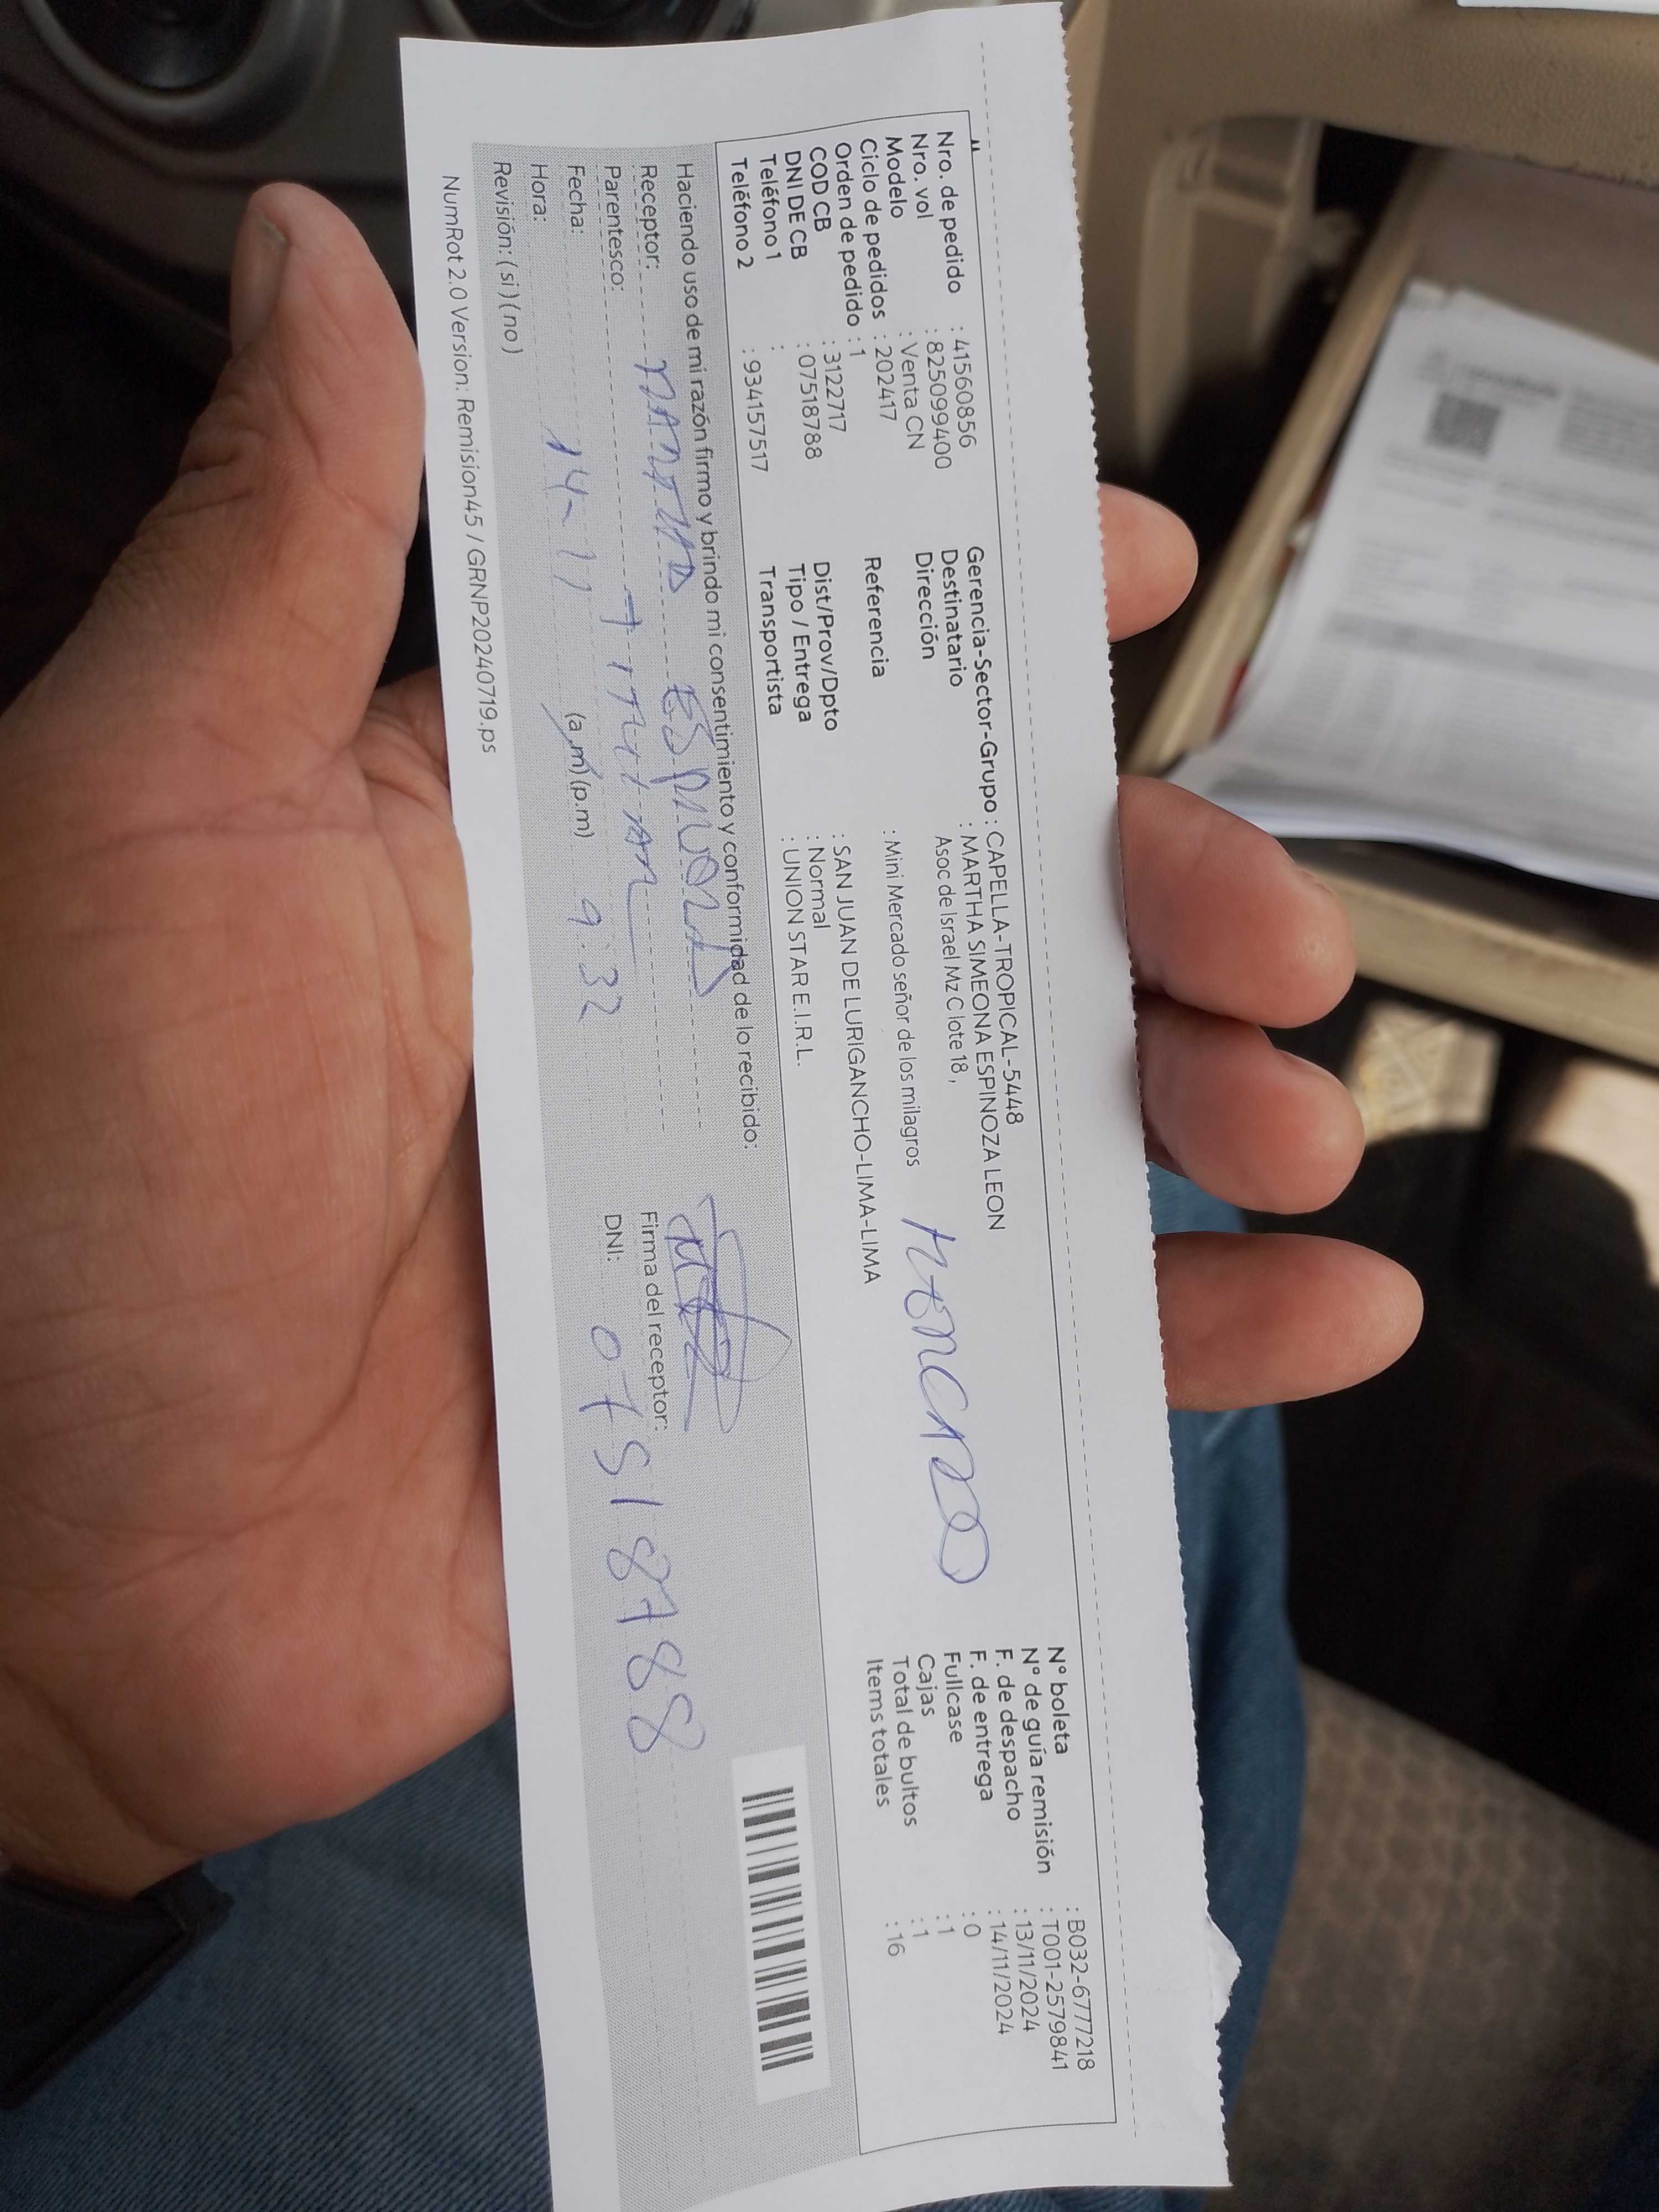 Nro. de pedido : 41560856
Nro. vol : 825099400
Modelo : Venta CN
Ciclo de pedidos : 202417
Orden de pedido : 1
COD CB : 3122717
DNI DE CB : 07518788
Teléfono 1 :
Teléfono 2 : 934157517
Gerencia-Sector-Grupo : CAPELLA-TROPICAL-5448
Destinatario : MARTHA SIMEONA ESPINOZA LEON
Dirección Asoc de Israel Mz C lote 18 ,
Referencia : Mini Mercado señor de los milagros
Dist/Prov/Dpto : SAN JUAN DE LURIGANCHO-LIMA-LIMA
Tipo / Entrega : Normal
Transportista : UNION STAR E.I.R.L.
MERCADO
N° boleta : B032-6777218
N° de guía remisión : T001-2579841
F. de despacho : 13/11/2024
F. de entrega : 14/11/2024
Fullcase : 0
Cajas : 1
Total de bultos : 1
Items totales : 16
Haciendo uso de mi razón firmo y brindo mi consentimiento y conformidad de lo recibido:
Receptor: MARTHA ESPINOZA
Parentesco: TITULAR
Fecha: 14-11
Hora: (a.m) (p.m) 9:32
Revisión: ( si ) ( no )
Firma del receptor:
DNI: 07518788
NumRot 2.0 Version: Remision45 / GRNP20240719.ps